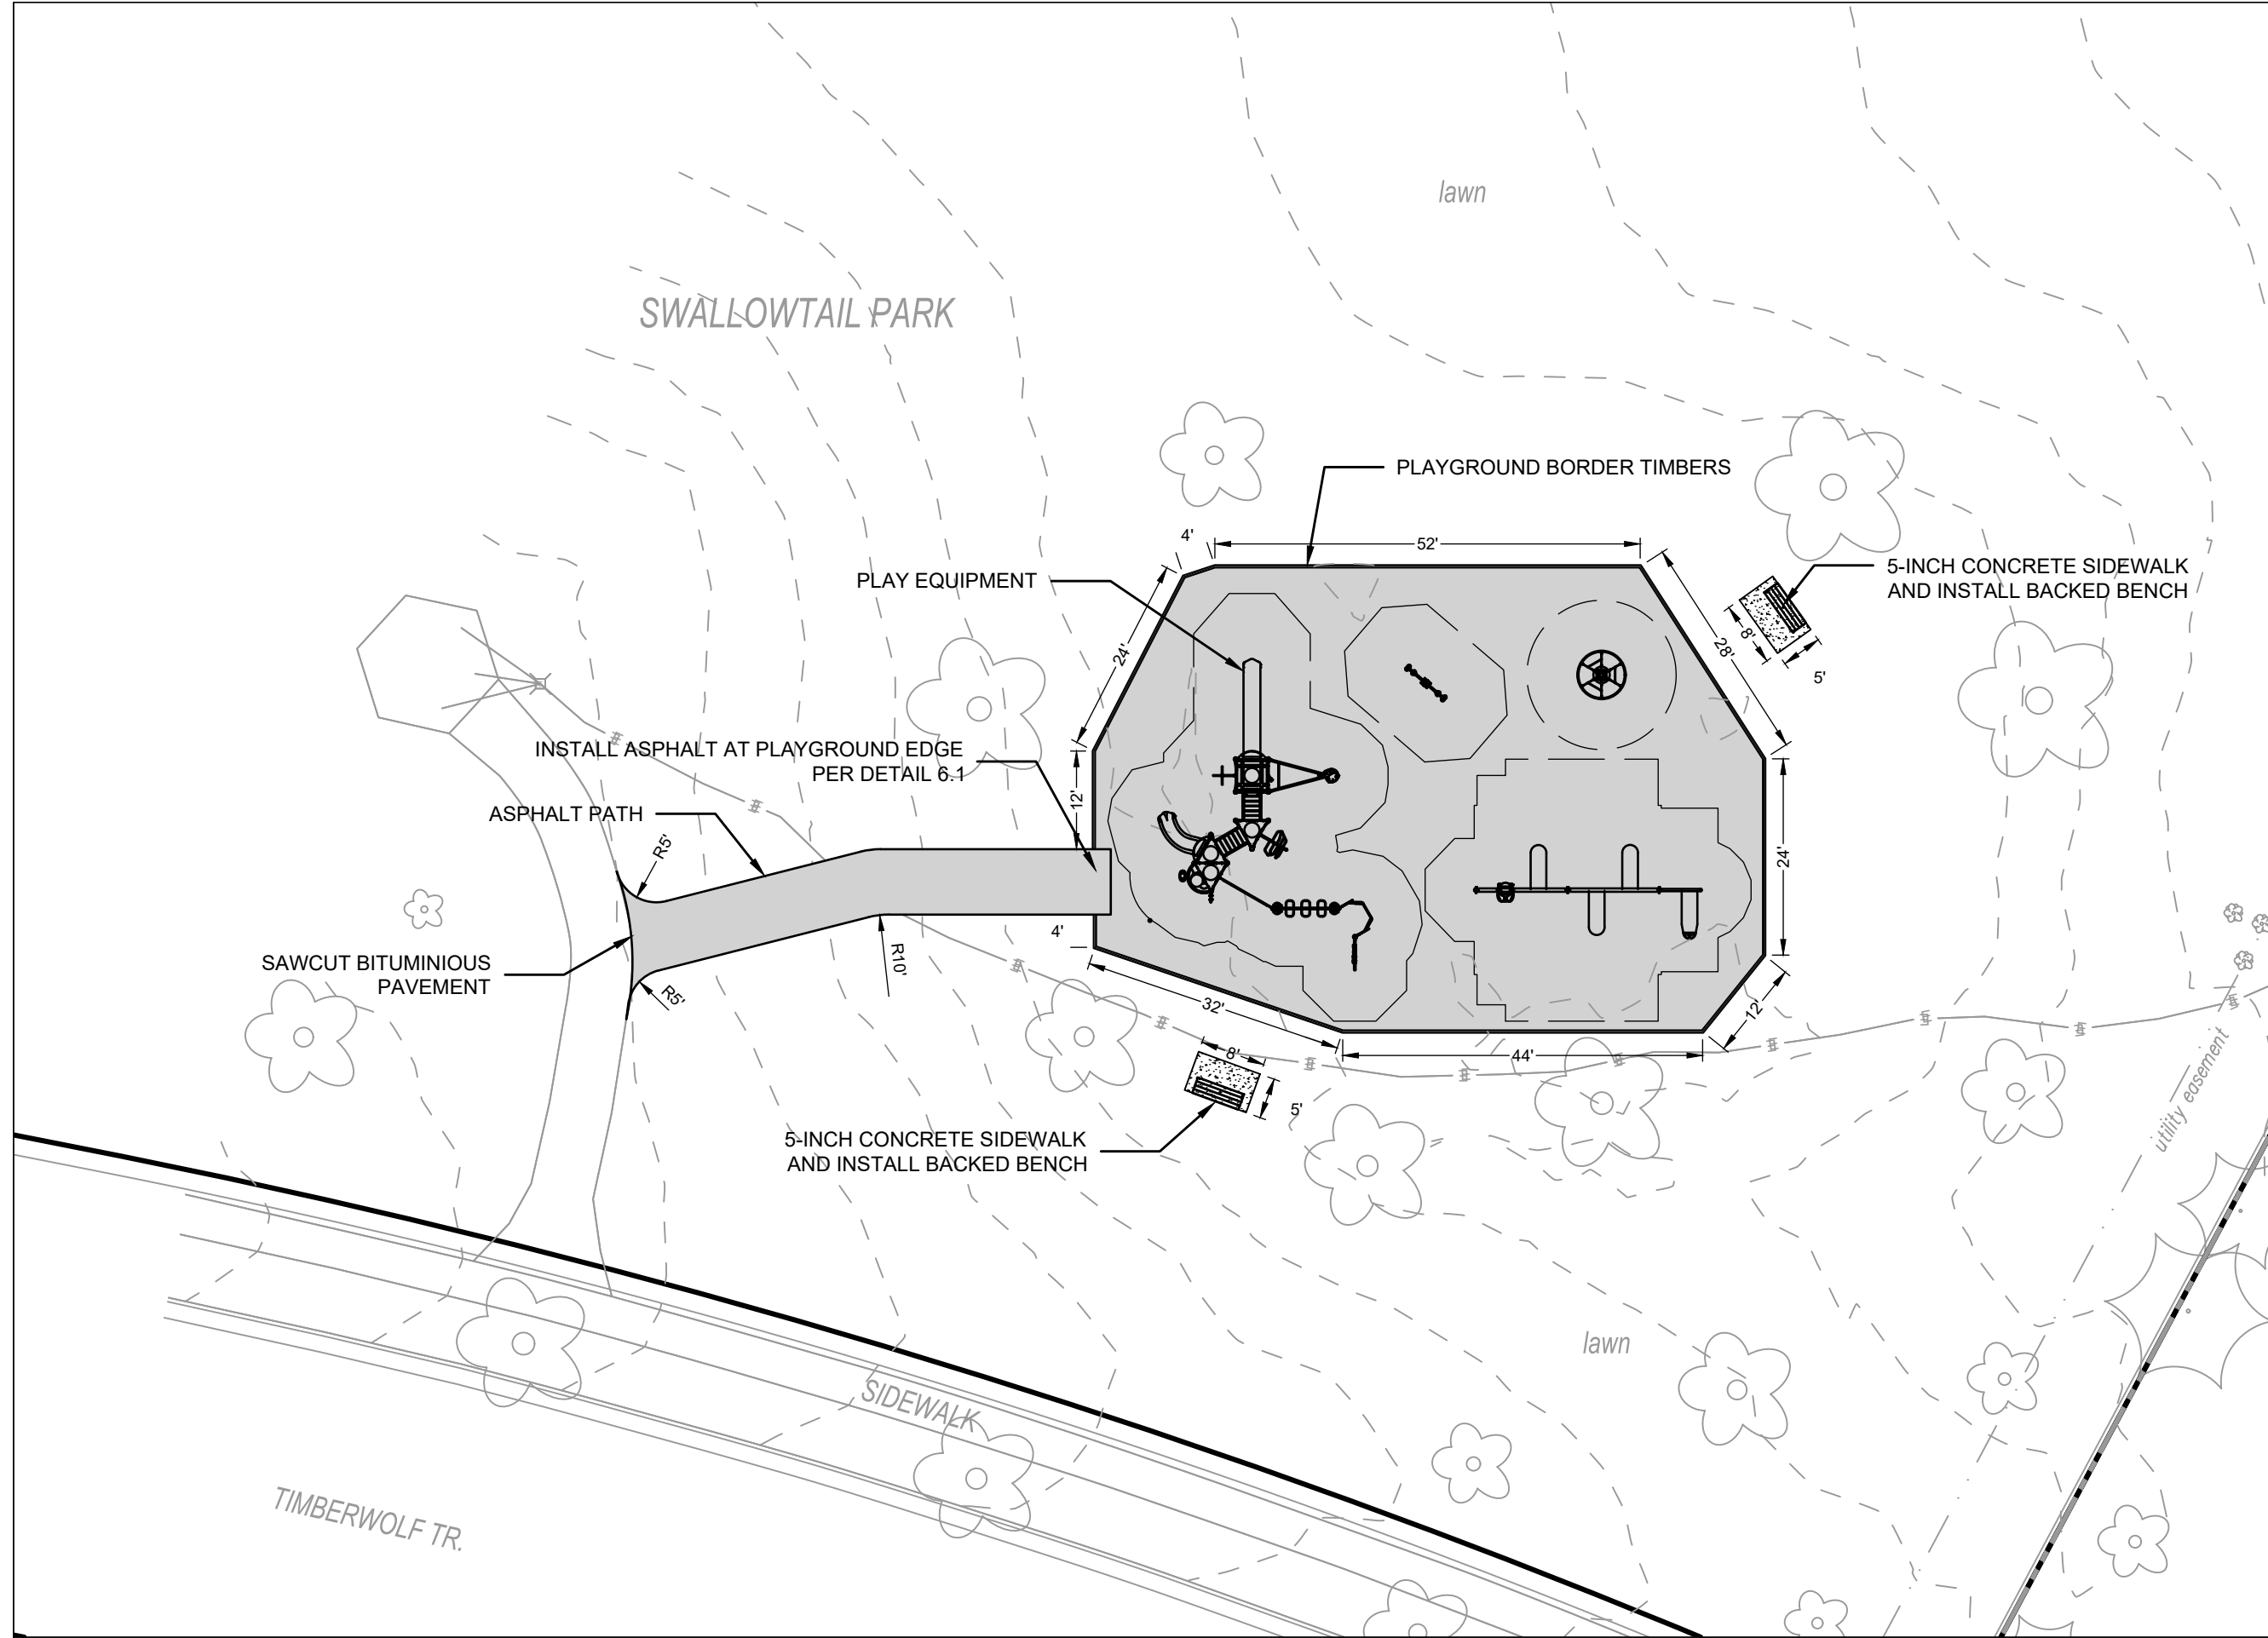 lawn
SWALLOWTAIL PARK
PLAYGROUND BORDER TIMBERS
4'
52'
PLAY EQUIPMENT
5-INCH CONCRETE SIDEWALK
AND INSTALL BACKED BENCH
24'
28'
8'
5'
INSTALL ASPHALT AT PLAYGROUND EDGE
PER DETAIL 6.1
12'
ASPHALT PATH
R5'
24'
4'
SAWCUT BITUMINIOUS
PAVEMENT
R10'
R5'
32'
12'
44'
8'
5'
5-INCH CONCRETE SIDEWALK
AND INSTALL BACKED BENCH
utility easement
lawn
SIDEWALK
TIMBERWOLF TR.